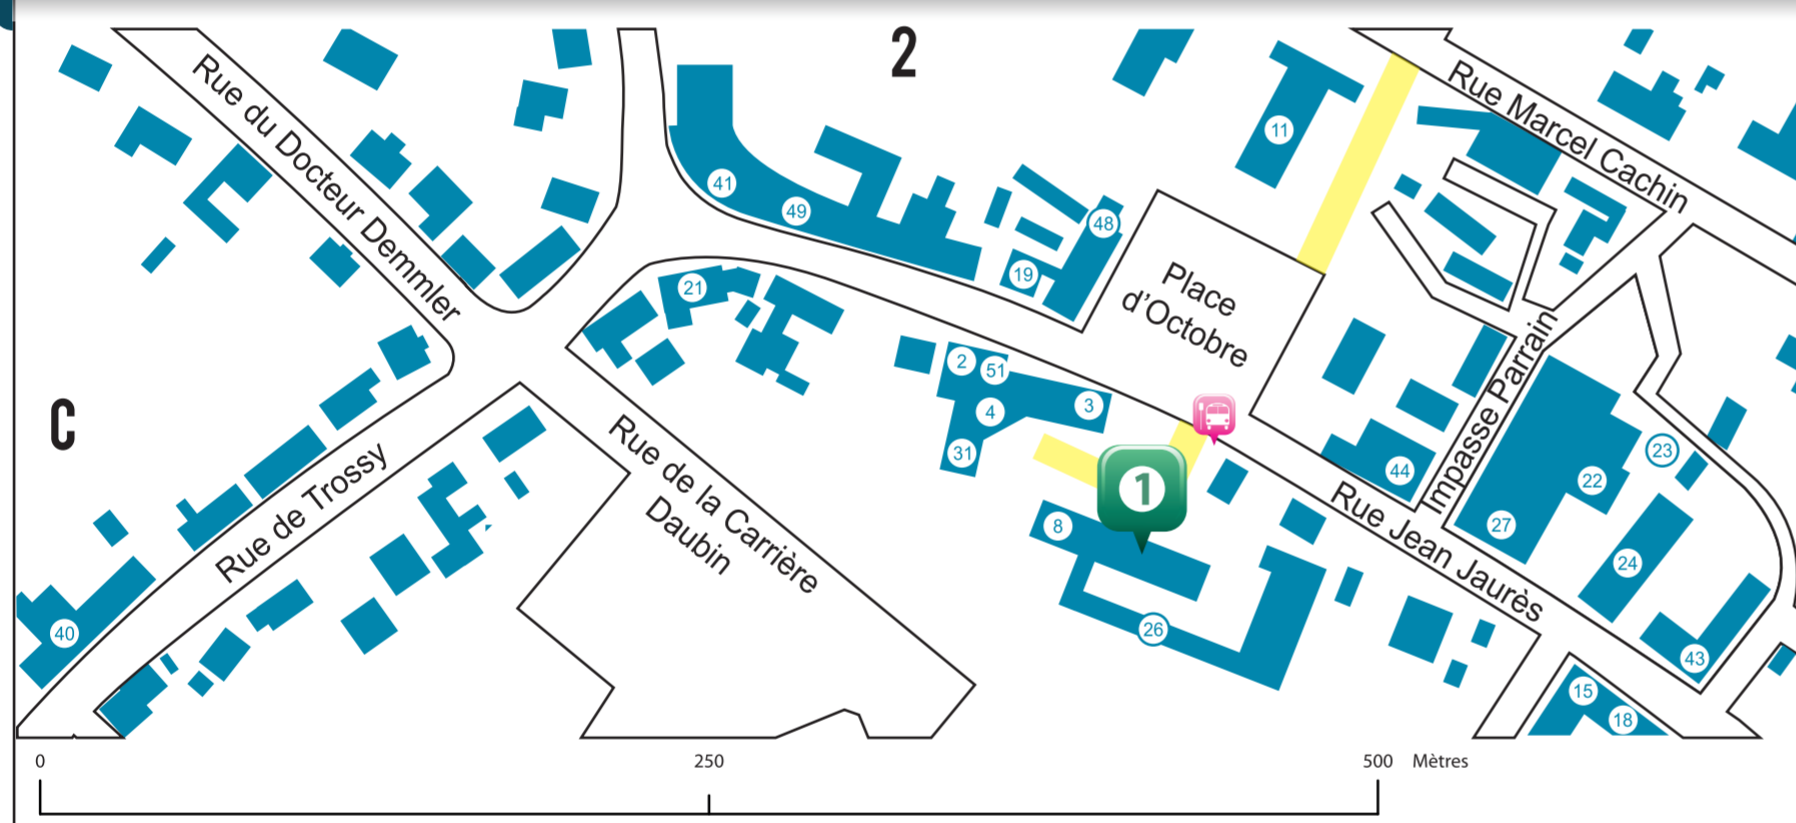 2
Rue du Docteur Demmler
Rue Marcel Cachin
11
41
49
48
19
21
Place
d'Octobre
Impasse Parrain
2
51
3
4
31
C
Rue de Trossy
Rue de la Carrière
Daubin
1
8
26
44
Rue Jean Jaurès
23
22
27
24
43
15
18
40
0
250
500 Mètres